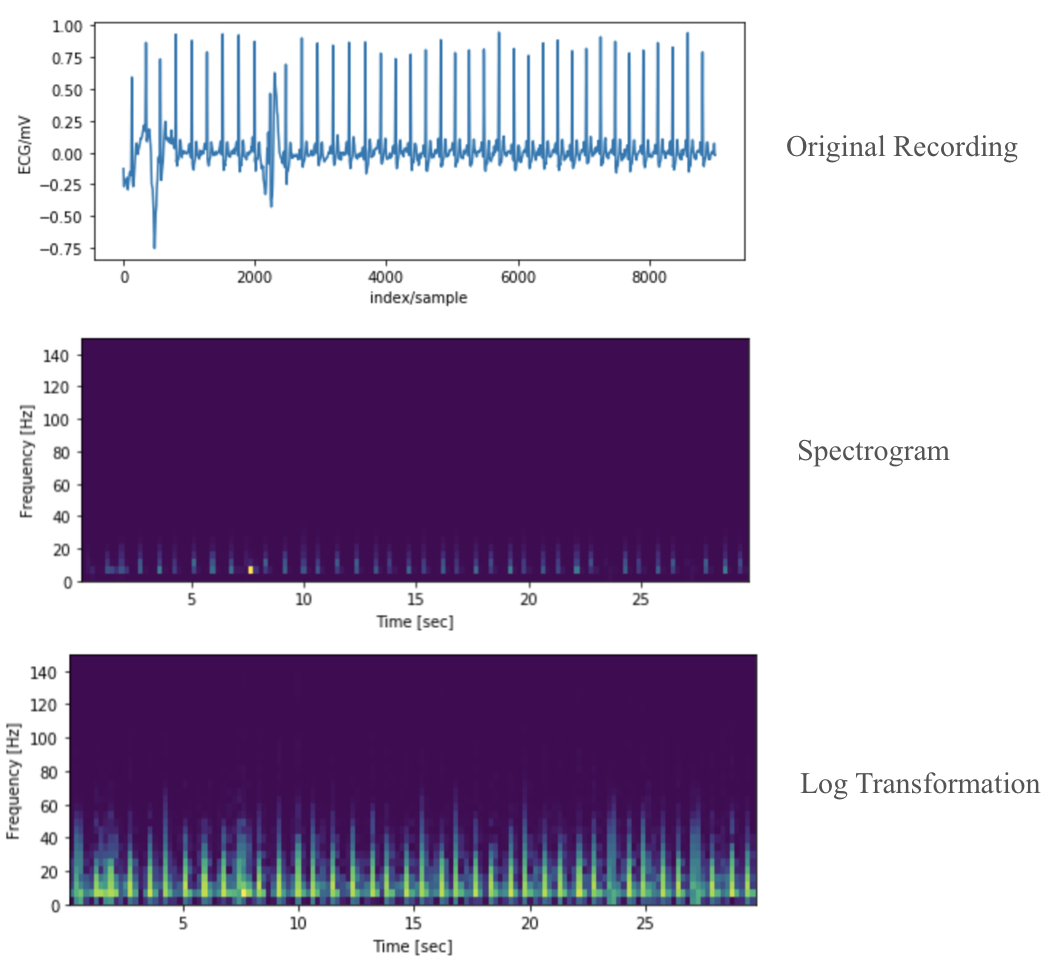 1.00
0.75
0.50
0.25
0.00
−0.25
−0.50
−0.75
ECG/mV
0 2000 4000 6000 8000
index/sample
Original Recording
140
120
100
80
60
40
20
0
Frequency [Hz]
5 10 15 20 25
Time [sec]
Spectrogram
140
120
100
80
60
40
20
0
Frequency [Hz]
5 10 15 20 25
Time [sec]
Log Transformation